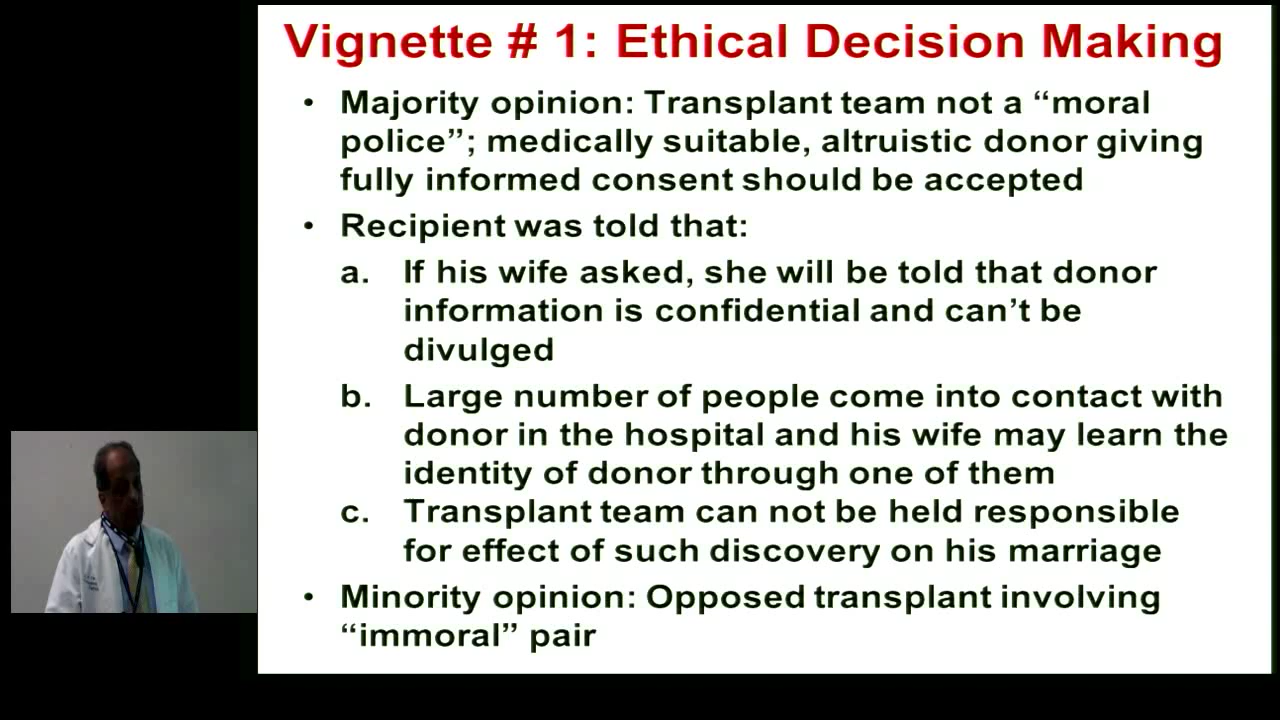 Vignette # 1: Ethical Decision Making
• Majority opinion: Transplant team not a “moral
police”; medically suitable, altruistic donor giving
fully informed consent should be accepted
• Recipient was told that:
a. If his wife asked, she will be told that donor
information is confidential and can’t be
divulged
b. Large number of people come into contact with
donor in the hospital and his wife may learn the
identity of donor through one of them
c. Transplant team can not be held responsible
for effect of such discovery on his marriage
• Minority opinion: Opposed transplant involving
“immoral” pair